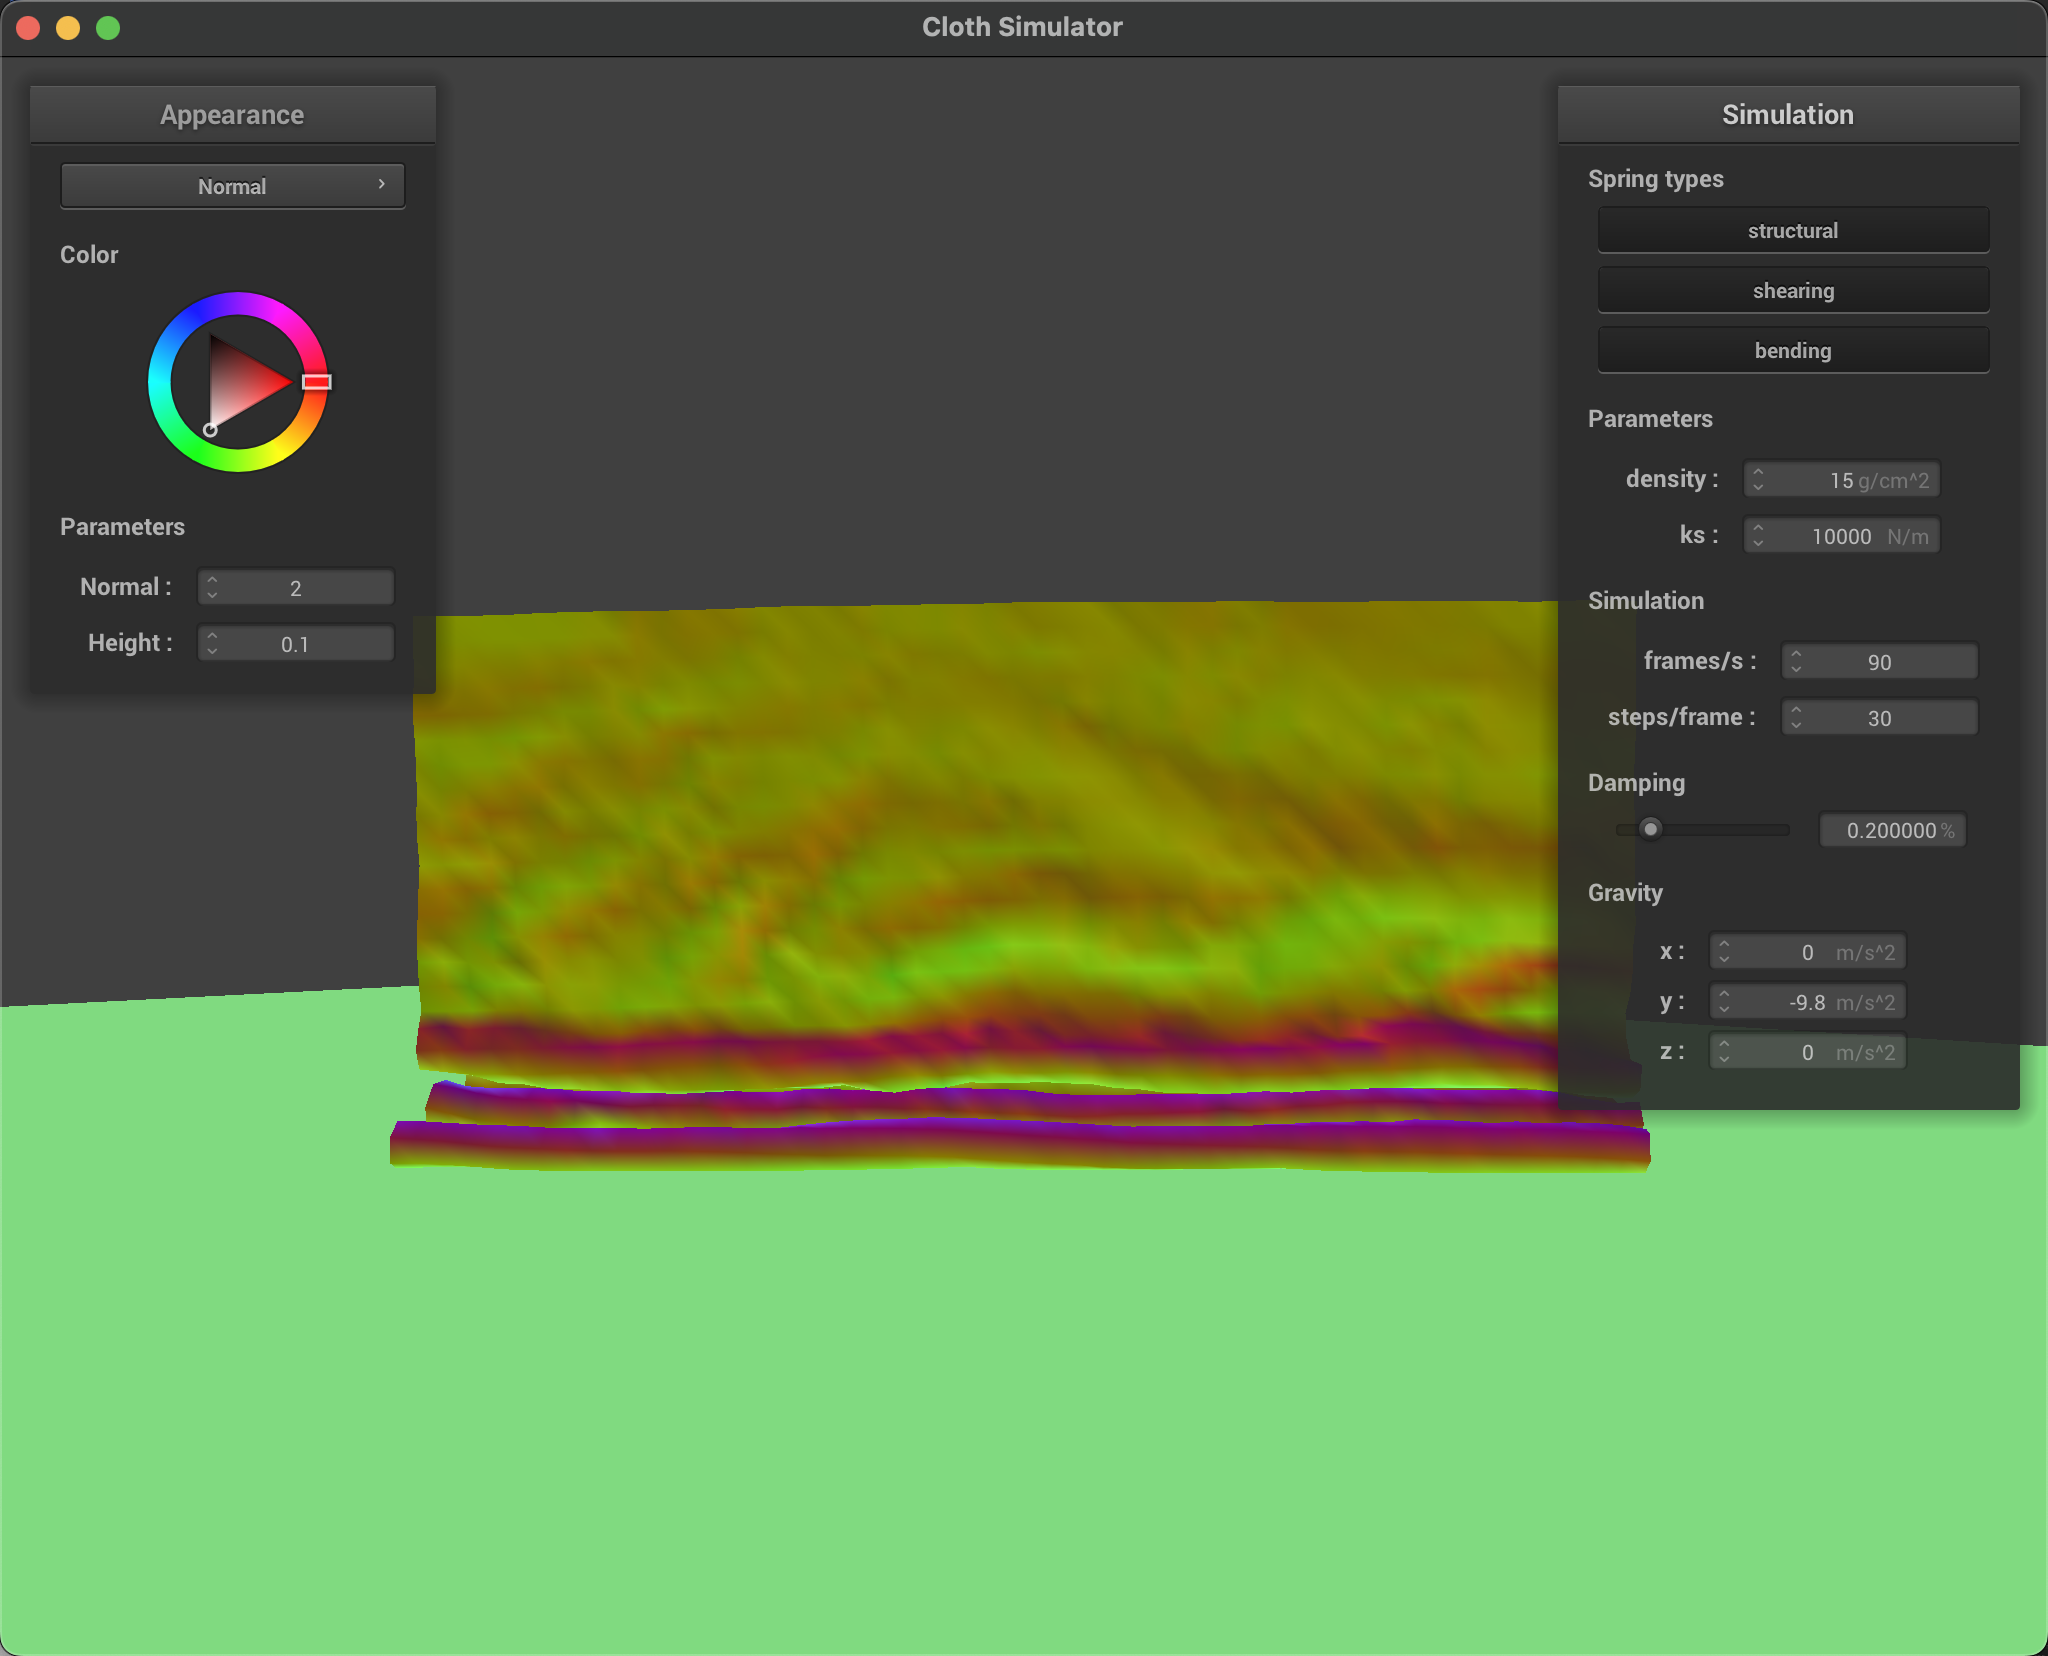 Cloth Simulator
Appearance
Normal
Color
Parameters
Normal : 2
Height : 0.1
Simulation
Spring types
structural
shearing
bending
Parameters
density : 15 g/cm^2
ks : 10000 N/m
Simulation
frames/s : 90
steps/frame : 30
Damping
0.200000 %
Gravity
x : 0 m/s^2
y : -9.8 m/s^2
z : 0 m/s^2